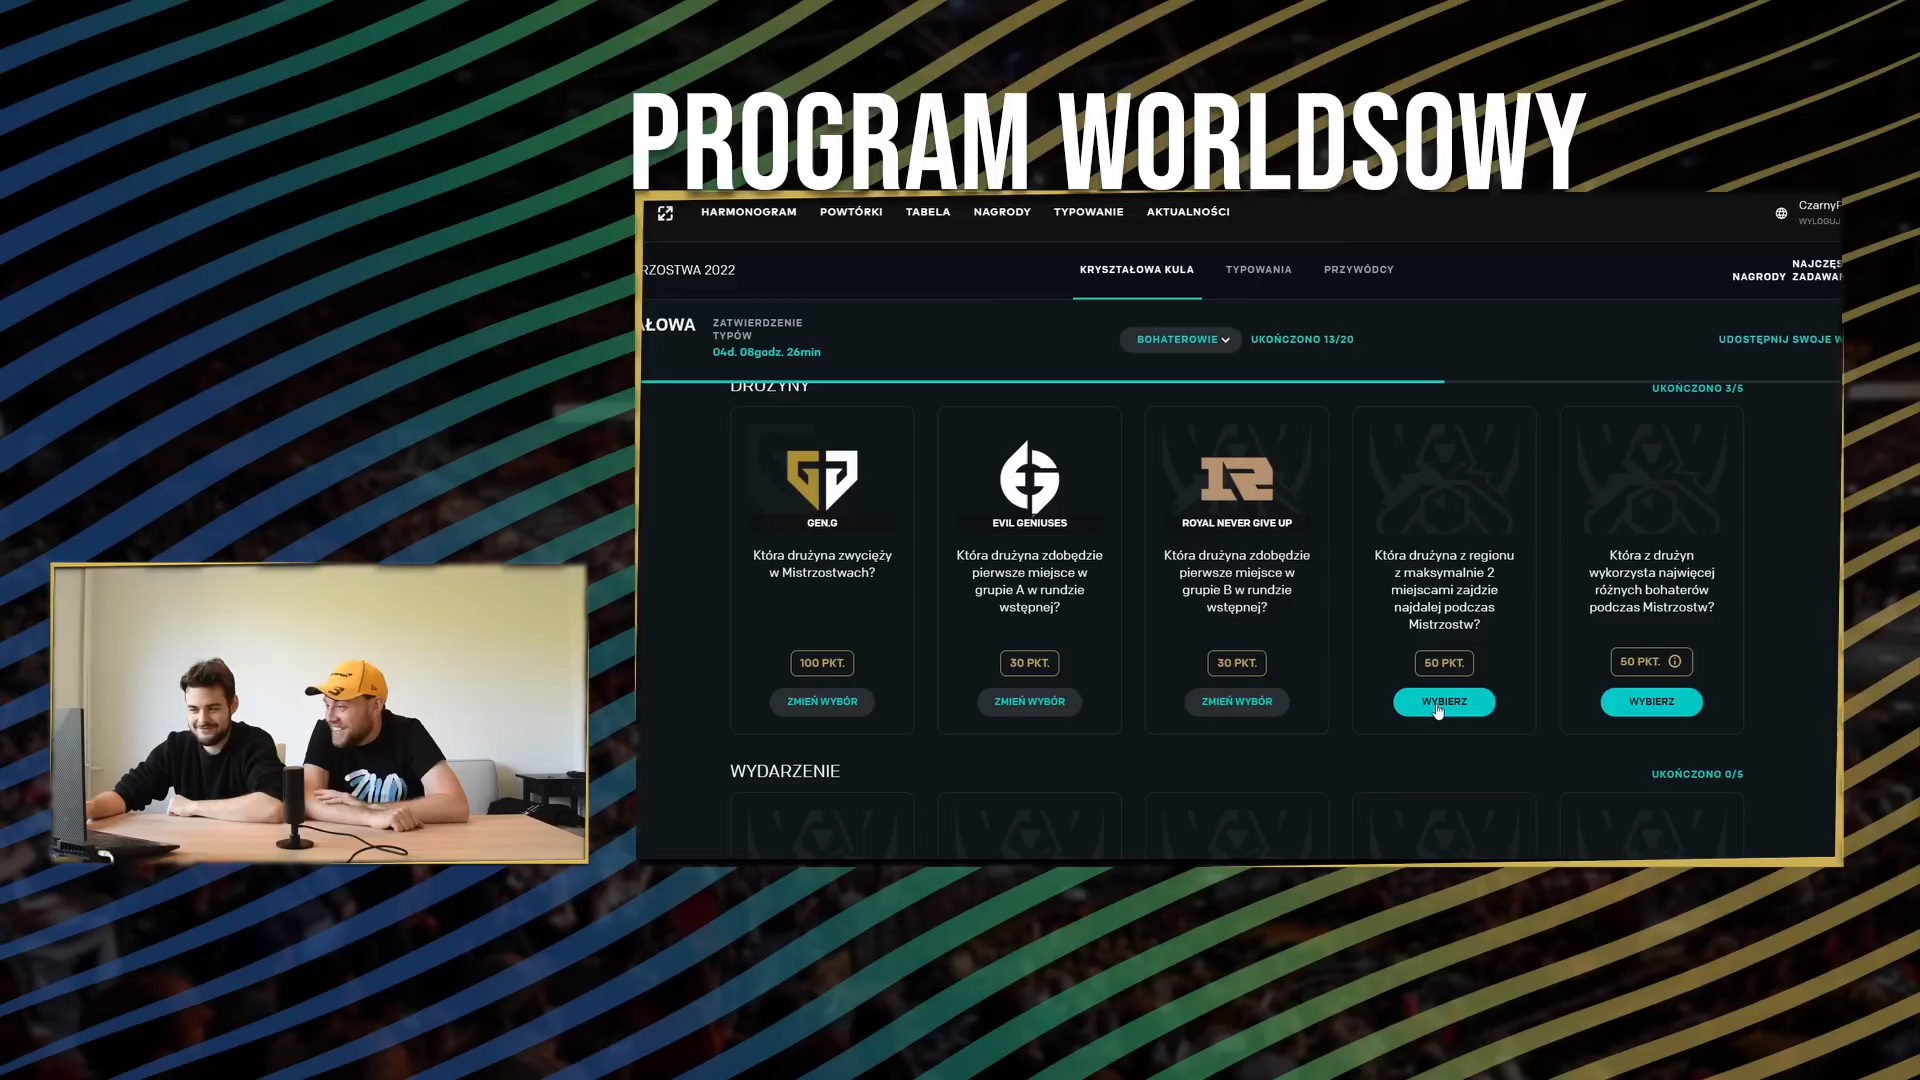 PROGRAM WORLDSOWY
HARMONOGRAM POWTÓRKI TABELA NAGRODY TYPOWANIE AKTUALNOŚCI
WYLOGUJ
RZOSTWA 2022
KRYSZTAŁOWA KULA TYPOWANIA PRZYWÓDCY
NAGRODY
ŁOWA
ZATWIERDZENIE
TYPÓW
04d. 08godz. 26min
BOHATEROWIE UKOŃCZONO 13/20
UDOSTĘPNIJ SWOJE
DRUŻYNY
UKOŃCZONO 3/5
GEN.G
Która drużyna zwycięży
w Mistrzostwach?
100 PKT.
ZMIEŃ WYBÓR
EVIL GENIUSES
Która drużyna zdobędzie
pierwsze miejsce w
grupie A w rundzie
wstępnej?
30 PKT.
ZMIEŃ WYBÓR
ROYAL NEVER GIVE UP
Która drużyna zdobędzie
pierwsze miejsce w
grupie B w rundzie
wstępnej?
30 PKT.
ZMIEŃ WYBÓR
Która drużyna z regionu
z maksymalnie 2
miejscami zajdzie
najdalej podczas
Mistrzostw?
50 PKT.
WYBIERZ
Która z drużyn
wykorzysta najwięcej
różnych bohaterów
podczas Mistrzostw?
50 PKT.
WYBIERZ
WYDARZENIE
UKOŃCZONO 0/5